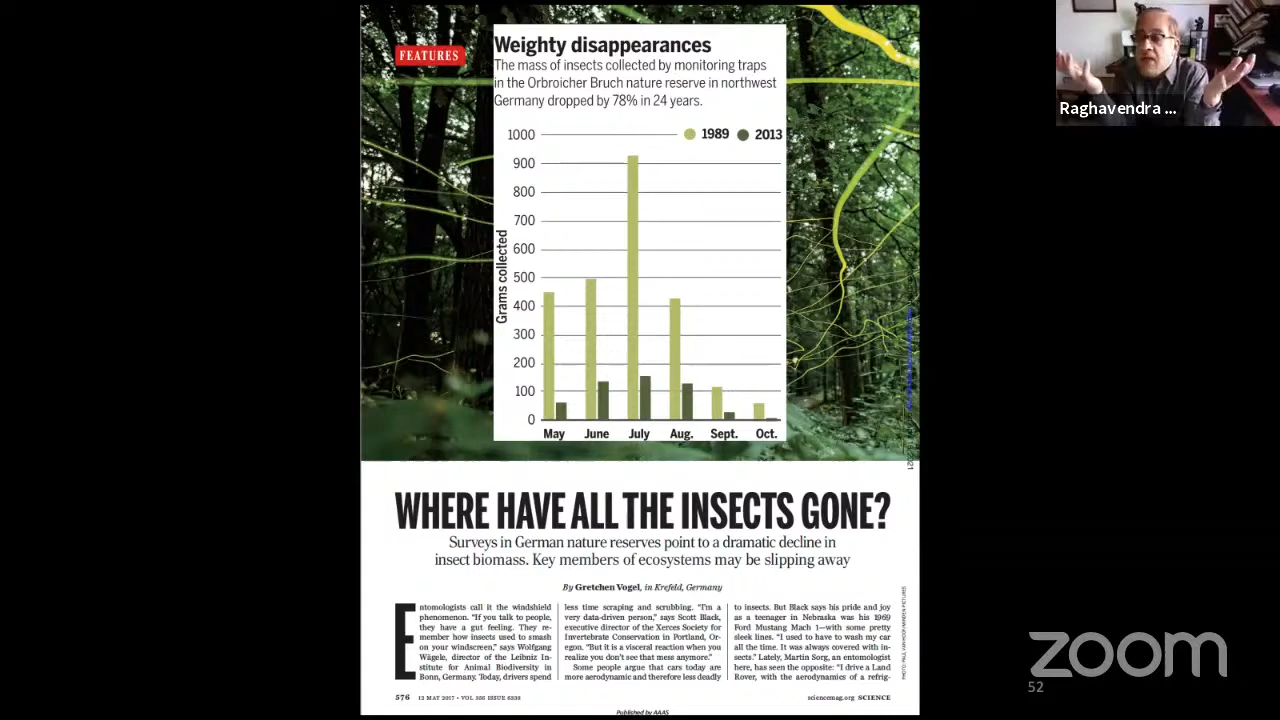 FEATURES
Weighty disappearances
The mass of insects collected by monitoring traps
in the Orbroicher Bruch nature reserve in northwest
Germany dropped by 78% in 24 years.
1989 2013
1000
900
800
700
600
500
400
300
200
100
0
Grams collected
May June July Aug. Sept. Oct.
WHERE HAVE ALL THE INSECTS GONE?
Surveys in German nature reserves point to a dramatic decline in
insect biomass. Key members of ecosystems may be slipping away
By Gretchen Vogel, in Krefeld, Germany
Entomologists call it the windshield
phenomenon. “If you talk to people,
they have a gut feeling. They re-
member how insects used to smash
on your windscreen,” says Wolfgang
Wägele, director of the Leibniz In-
stitute for Animal Biodiversity in
Bonn, Germany. Today, drivers spend
less time scraping and scrubbing. “I’m a
very data-driven person,” says Scott Black,
executive director of the Xerces Society for
Invertebrate Conservation in Portland, Or-
egon. “But it is a visceral reaction when you
realize you don’t see that mess anymore.”
Some people argue that cars today are
more aerodynamic and therefore less deadly
to insects. But Black says his pride and joy
as a teenager in Nebraska was his 1969
Ford Mustang Mach 1—with some pretty
sleek lines. “I used to have to wash my car
all the time. It was always covered with in-
sects.” Lately, Martin Sorg, an entomologist
here, has seen the opposite: “I drive a Land
Rover, with the aerodynamics of a refrig-
576
12 MAY 2017 • VOL 356 ISSUE 6338
sciencemag.org SCIENCE
Published by AAAS
Raghavendra ...
zoom
52